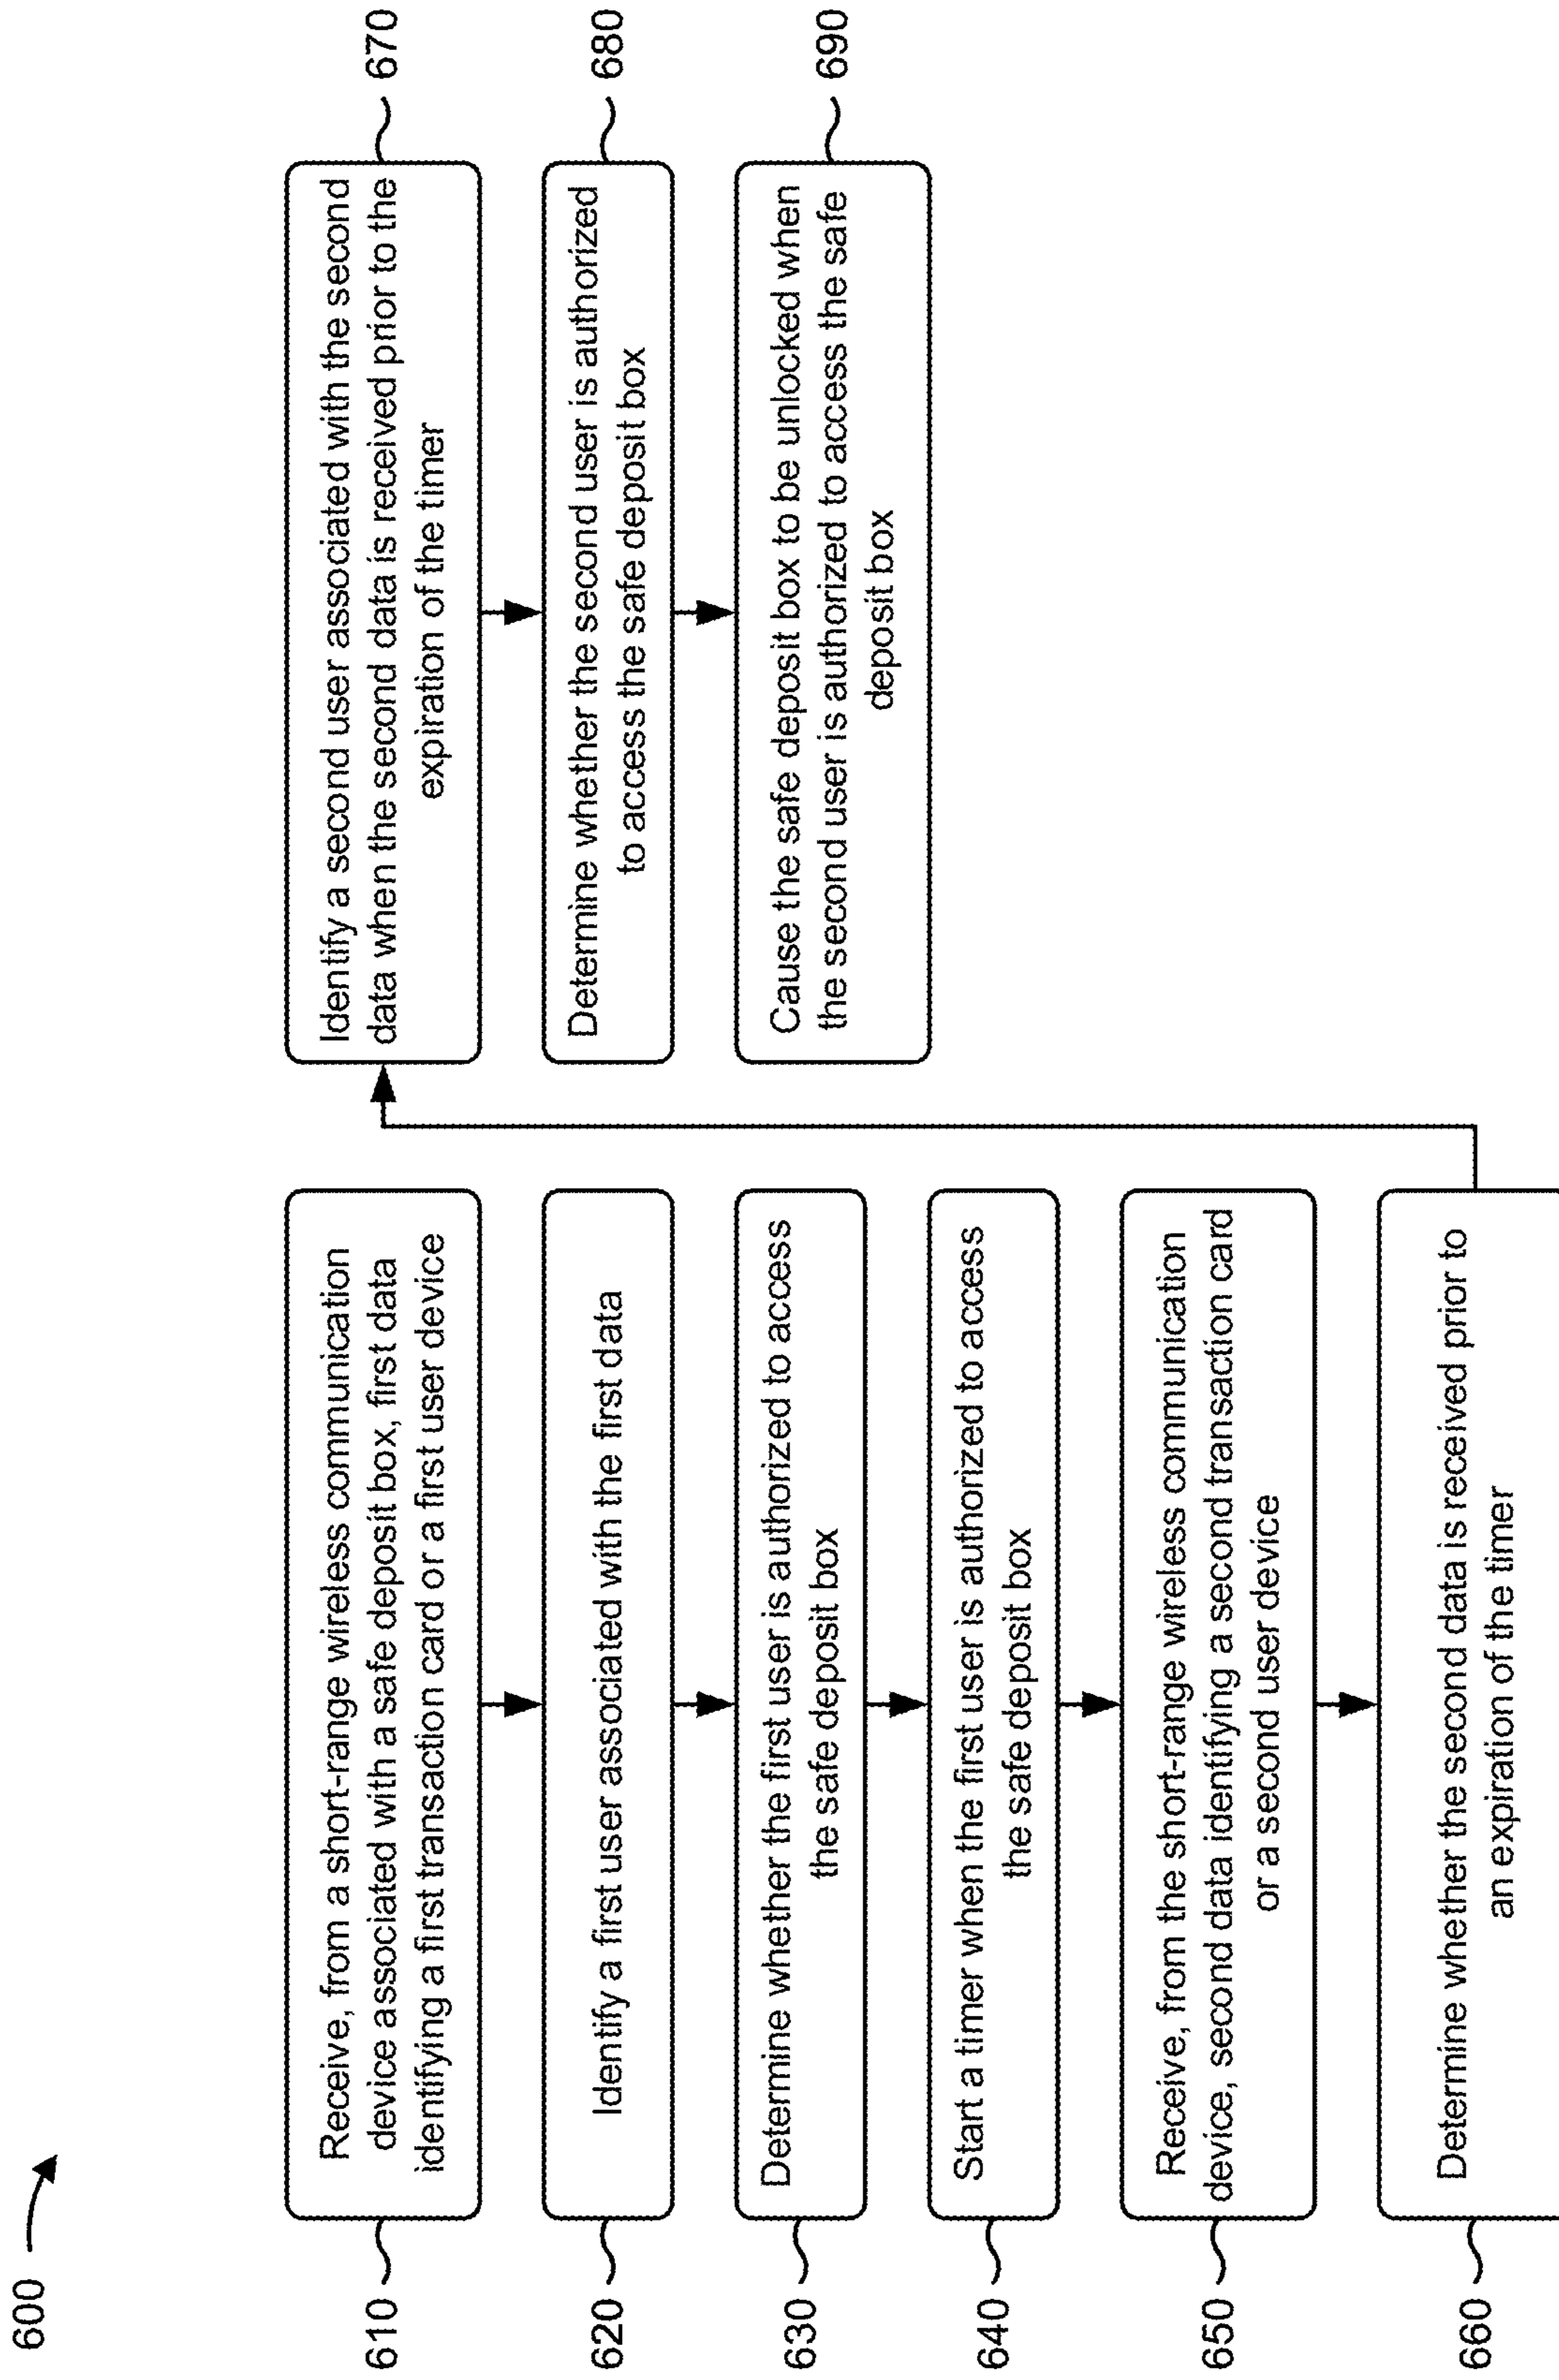 600
610
Receive, from a short-range wireless communication
device associated with a safe deposit box, first data
identifying a first transaction card or a first user device
620
Identify a first user associated with the first data
630
Determine whether the first user is authorized to access
the safe deposit box
640
Start a timer when the first user is authorized to access
the safe deposit box
650
Receive, from the short-range wireless communication
device, second data identifying a second transaction card
or a second user device
660
Determine whether the second data is received prior to
an expiration of the timer
670
Identify a second user associated with the second
data when the second data is received prior to the
expiration of the timer
680
Determine whether the second user is authorized
to access the safe deposit box
690
Cause the safe deposit box to be unlocked when
the second user is authorized to access the safe
deposit box